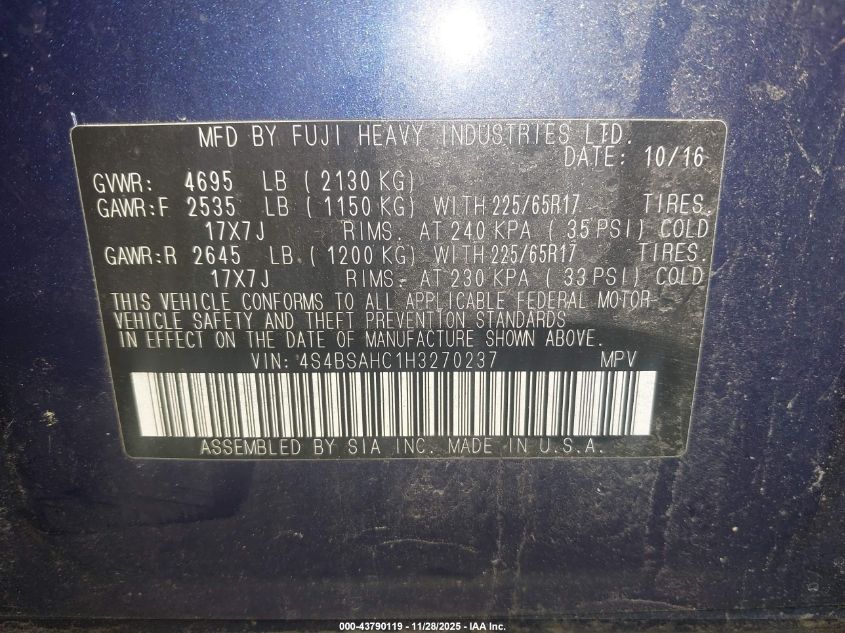 MFD BY FUJI HEAVY INDUSTRIES LTD.
DATE: 10/16
GVWR: 4695 LB ( 2130 KG)
GAWR:F 2535 LB ( 1150 KG) WITH 225/65R17 TIRES.
17X7J RIMS. AT 240 KPA ( 35 PSI) COLD
GAWR:R 2645 LB ( 1200 KG) WITH 225/65R17 TIRES.
17X7J RIMS. AT 230 KPA ( 33 PSI) COLD
THIS VEHICLE CONFORMS TO ALL APPLICABLE FEDERAL MOTOR-
VEHICLE SAFETY AND THEFT PREVENTION STANDARDS
IN EFFECT ON THE DATE OF MANUFACTURE SHOWN ABOVE.
VIN: 4S4BSAHC1H3270237 MPV
ASSEMBLED BY SIA INC. MADE IN U.S.A.
000-43790119 - 11/28/2025 - IAA Inc.